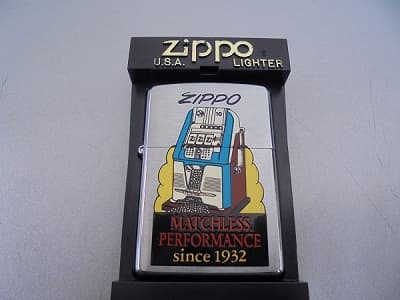 zippo
U.S.A. LIGHTER
ZIPPO
MATCHLESS
PERFORMANCE
since 1932